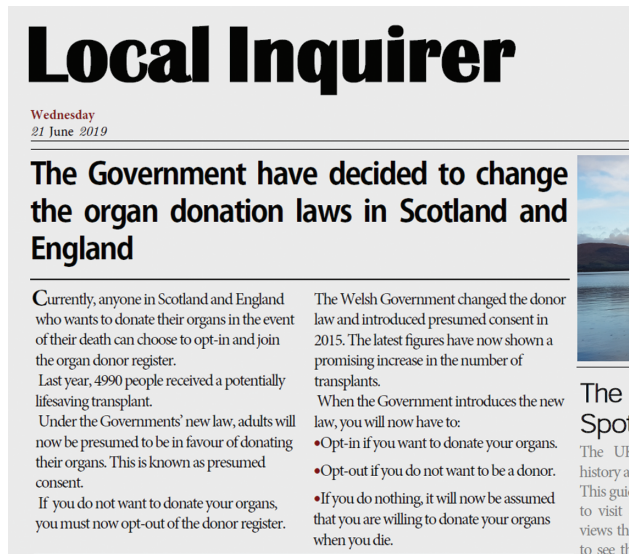 Local Inquirer
Wednesday
21 June 2019
The Government have decided to change
the organ donation laws in Scotland and
England
Currently, anyone in Scotland and England
who wants to donate their organs in the event
of their death can choose to opt-in and join
the organ donor register.
Last year, 4990 people received a potentially
lifesaving transplant.
Under the Governments' new law, adults will
now be presumed to be in favour of donating
their organs. This is known as presumed
consent.
If you do not want to donate your organs,
you must now opt-out of the donor register.
The Welsh Government changed the donor
law and introduced presumed consent in
2015. The latest figures have now shown a
promising increase in the number of
transplants.
When the Government introduces the new
law, you will now have to:
•Opt-in if you want to donate your organs.
•Opt-out if you do not want to be a donor.
•If you do nothing, it will now be assumed
that you are willing to donate your organs
when you die.
The
The
history
This
to visit
views
to see